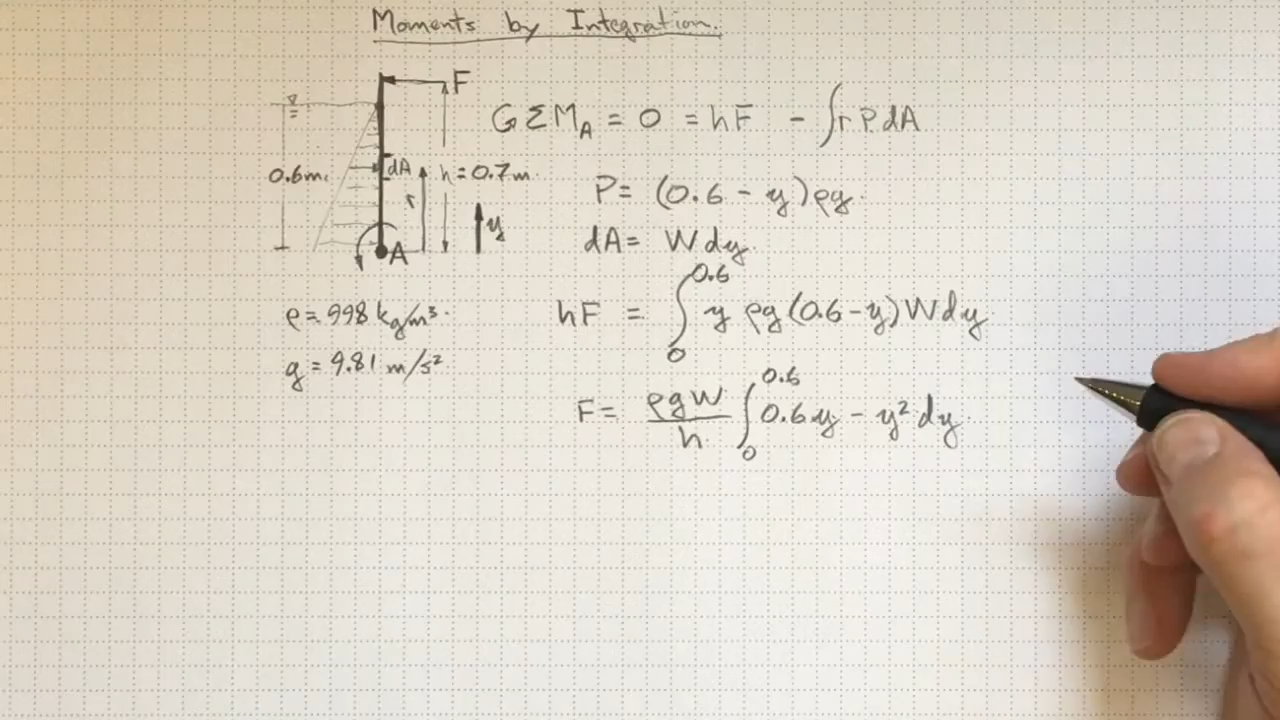 Moments by Integration.
F
G ΣM_A = 0 = hF - ∫r P dA
dA
0.6m.
h = 0.7m.
r
P = (0.6 - y)ρg.
y
dA = W dy.
A
ρ = 998 kg/m³.
hF = ∫₀^0.6 y ρg(0.6 - y) W dy
g = 9.81 m/s²
F = ρgW/h ∫₀^0.6 0.6y - y² dy.